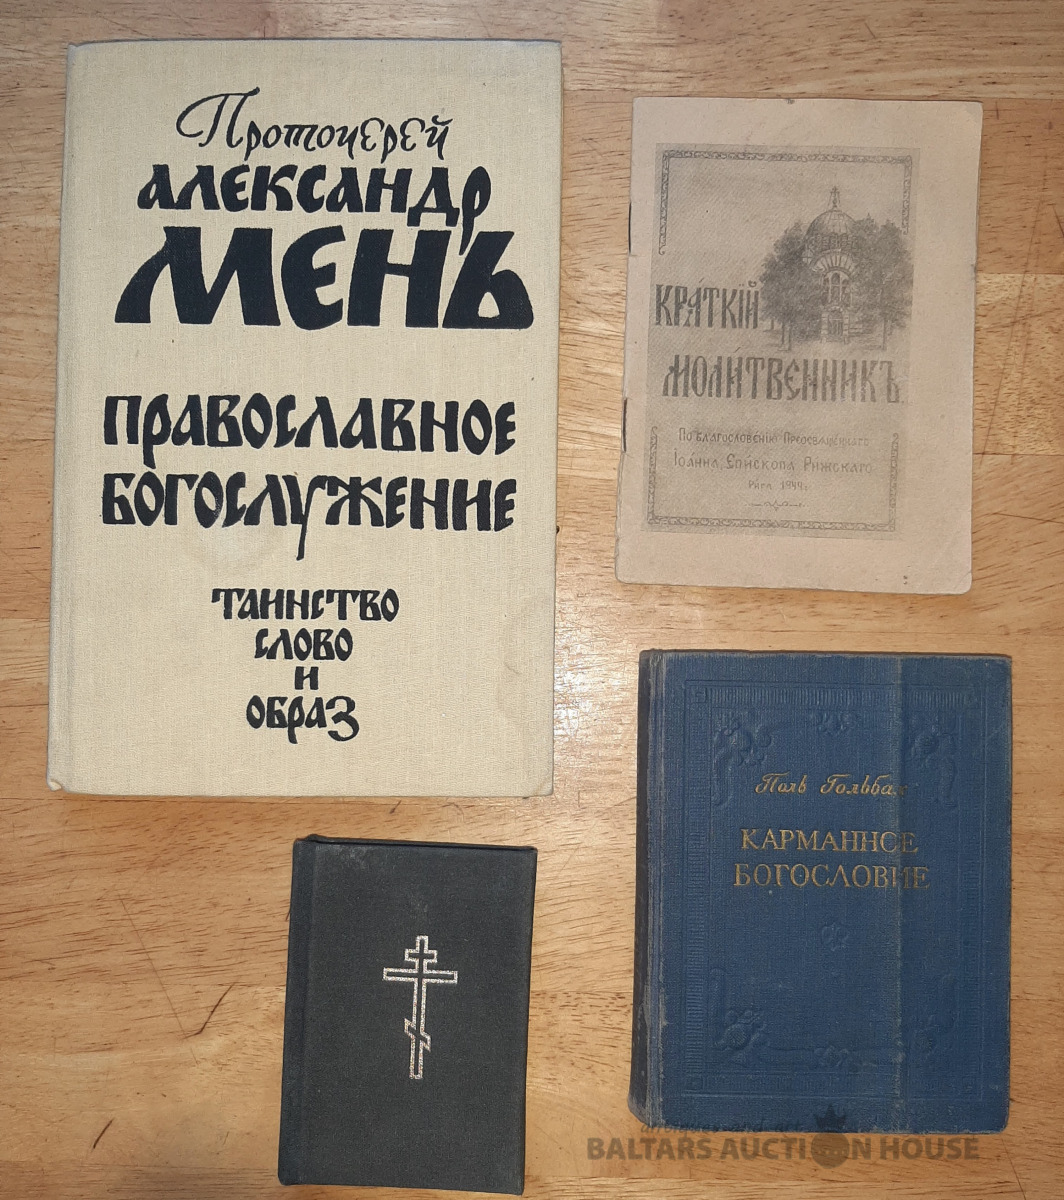 Протоиерей
Александр
Мень
Православное
Богослужение
Таинство
Слово
и
Образ
КРАТКІЙ
МОЛИТВЕННИКЪ.
По благословенію Преосвященнаго
Іоанна, Епископа Рижскаго
Рига 1944 г.
Поль Гольбах
КАРМАННОЕ
БОГОСЛОВИЕ
BALTARS AUCTION HOUSE